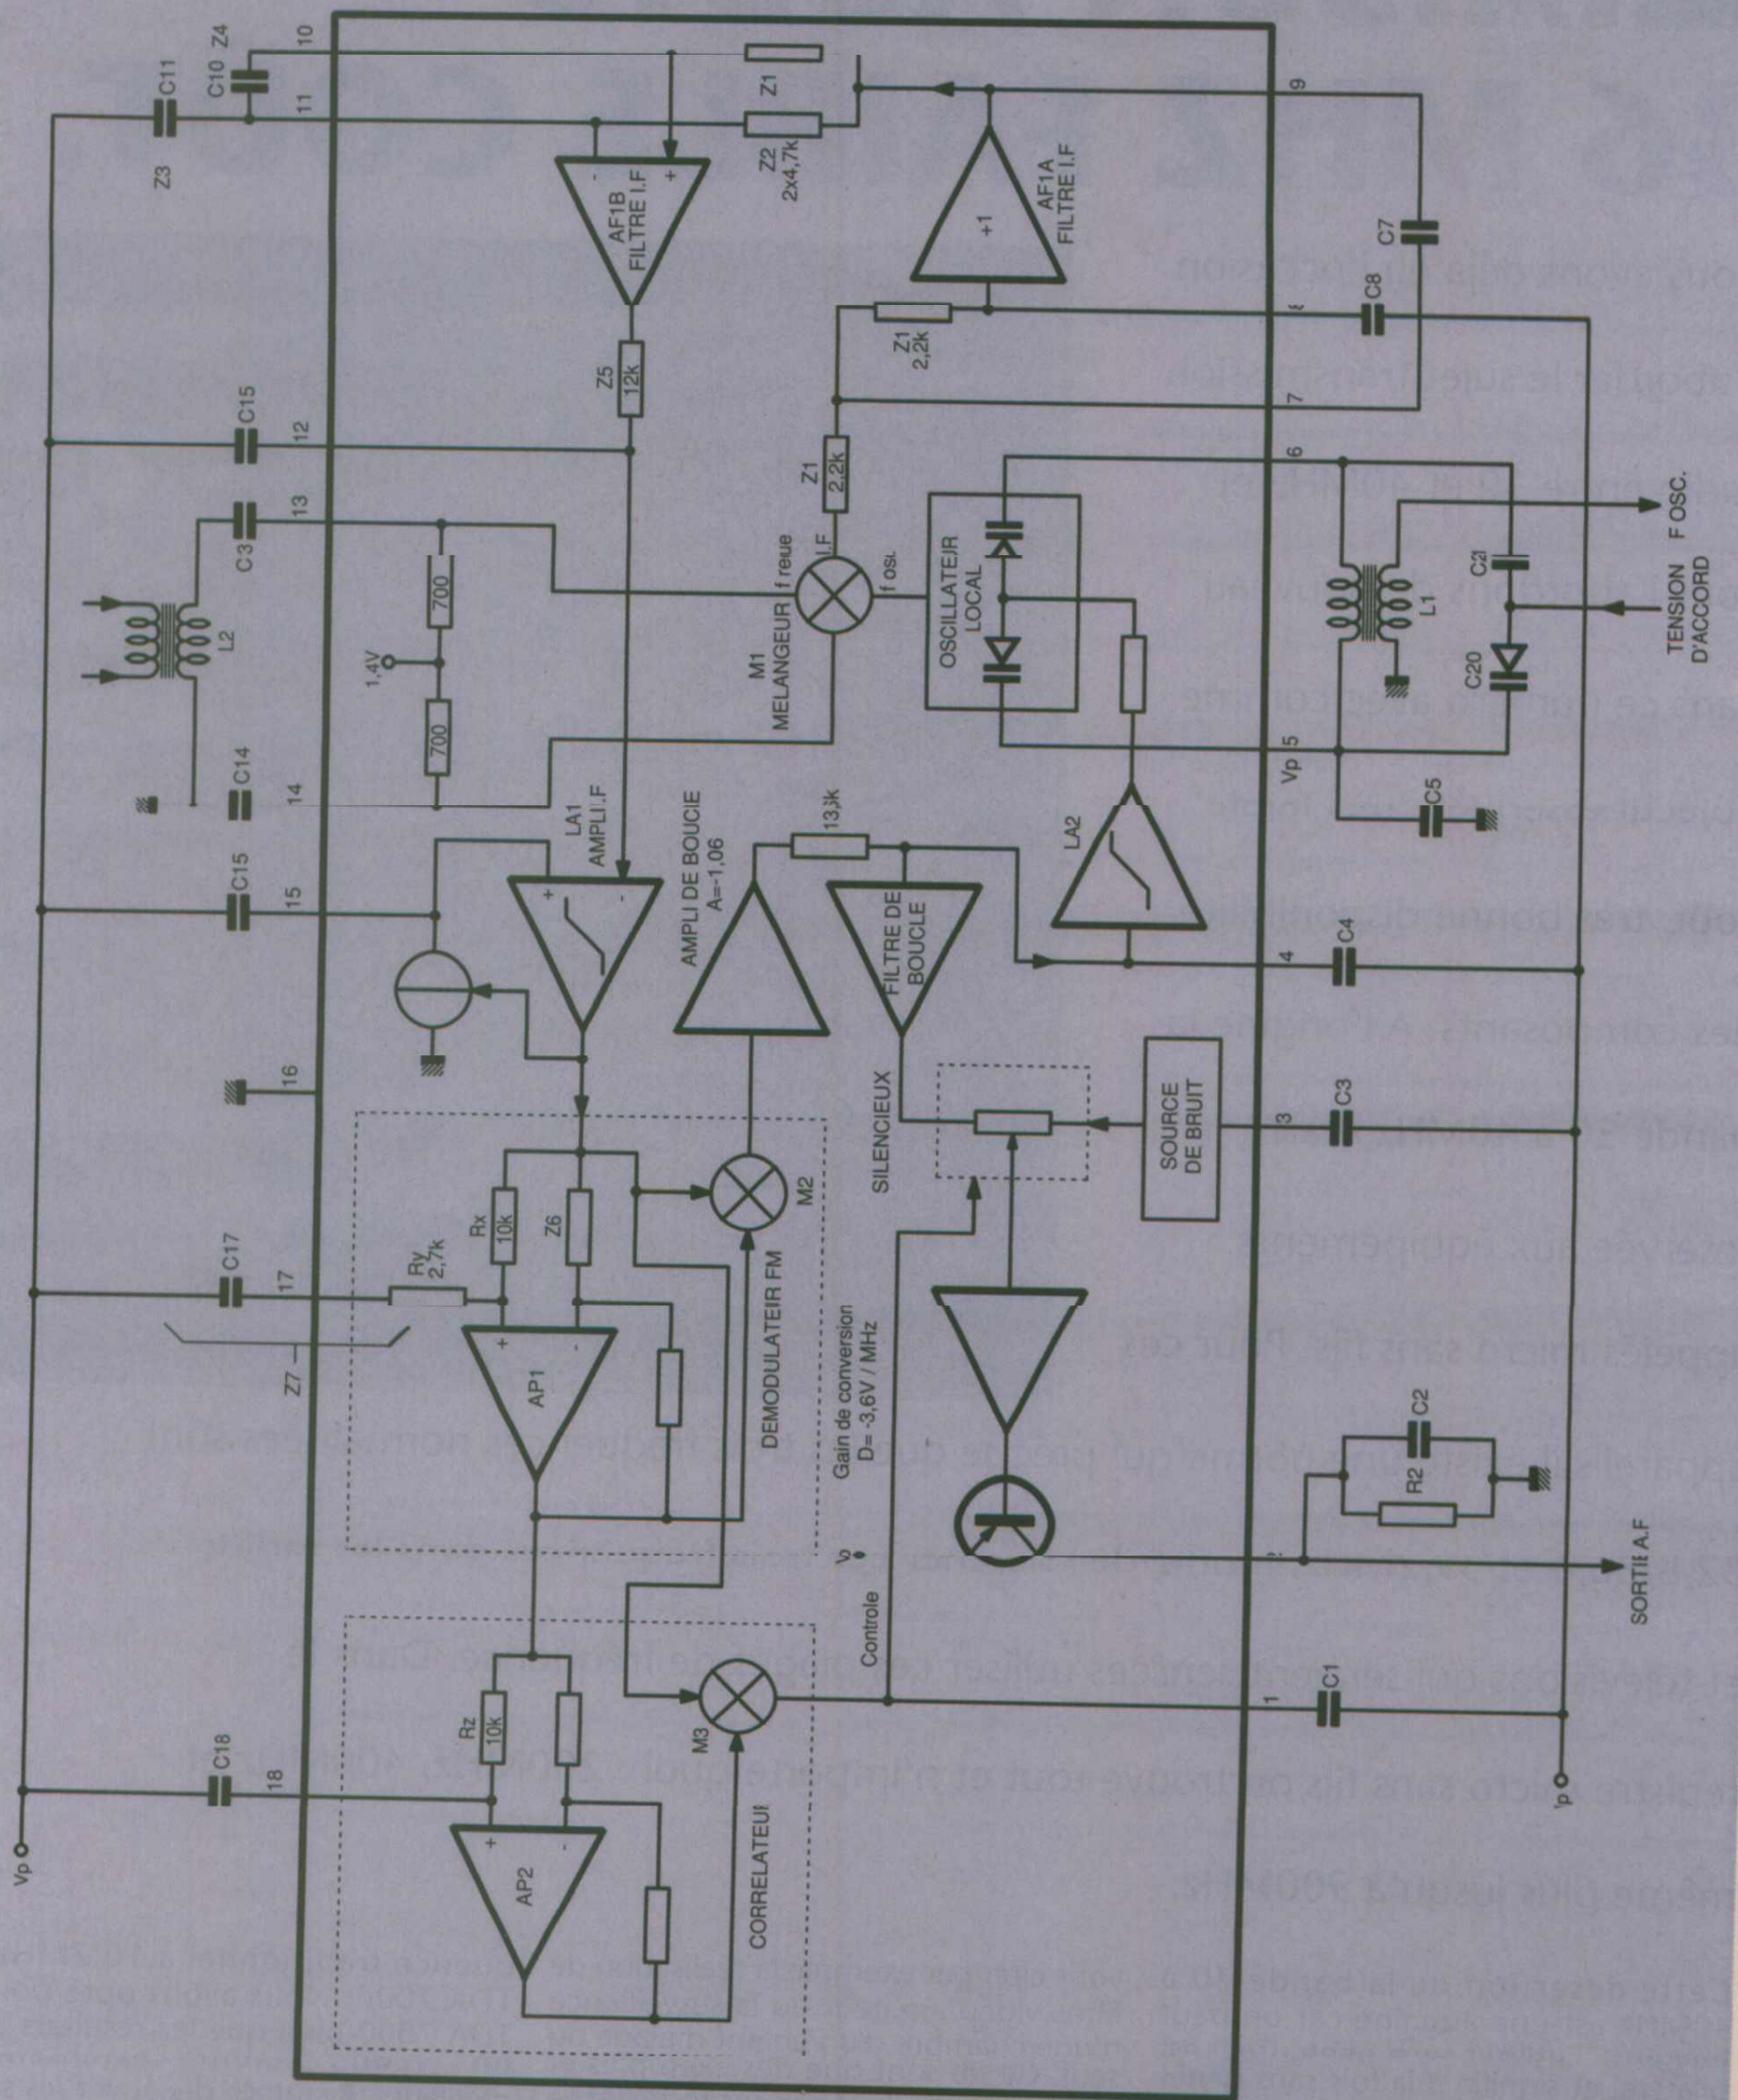 Vp
C18
18
C17
17
Z7
Ry
2,7k
16
C15
15
C14
14
L2
C3
13
C15
12
Z3
C11
11
C10
Z4
10
AP2
+
-
Rz
10k
CORRELATEUR
M3
AP1
+
-
Rx
10k
Z6
DEMODULATEUR FM
M2
LA1
AMPLI I.F
+
-
1,4V
700
700
AMPLI DE BOUCLE
A=-1,06
M1
MELANGEUR
f reçue
I.F
f osc.
Z5
12k
AF1B
FILTRE I.F
-
+
Z1
Z2
2x4,7k
AF1A
FILTRE I.F
+1
Z1
2,2k
Z1
2,2k
OSCILLATEUR
LOCAL
LA2
13,3k
FILTRE DE
BOUCLE
SILENCIEUX
SOURCE
DE BRUIT
Gain de conversion
D= -3,6V / MHz
Controle
1
C1
2
R2
C2
SORTIE A.F
3
C3
4
C4
Vp
5
C5
L1
C20
C21
TENSION
D'ACCORD
F OSC.
6
7
8
C8
C7
9